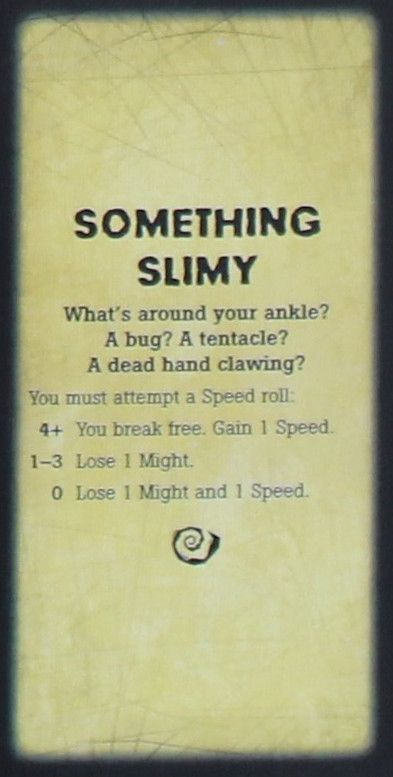 SOMETHING
SLIMY
What's around your ankle?
A bug? A tentacle?
A dead hand clawing?
You must attempt a Speed roll:
4+ You break free. Gain 1 Speed.
1–3 Lose 1 Might.
0 Lose 1 Might and 1 Speed.